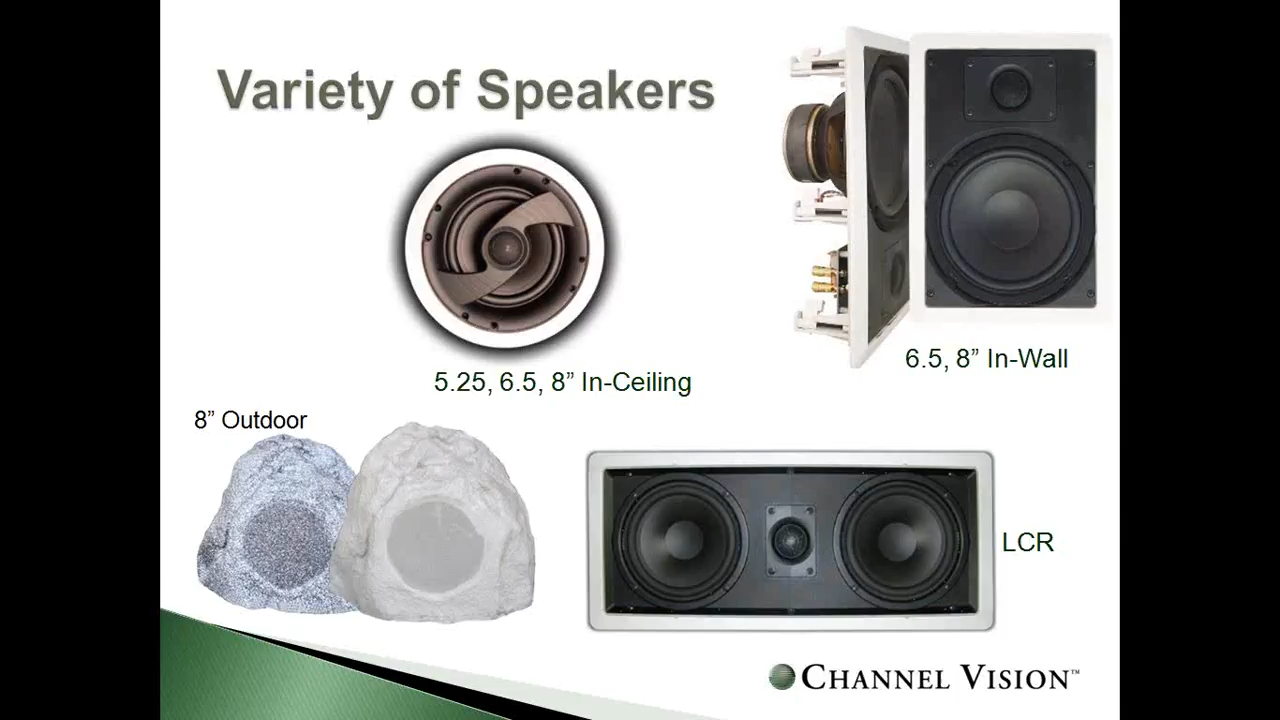 Variety of Speakers
6.5, 8” In-Wall
5.25, 6.5, 8” In-Ceiling
8” Outdoor
LCR
CHANNEL VISION™